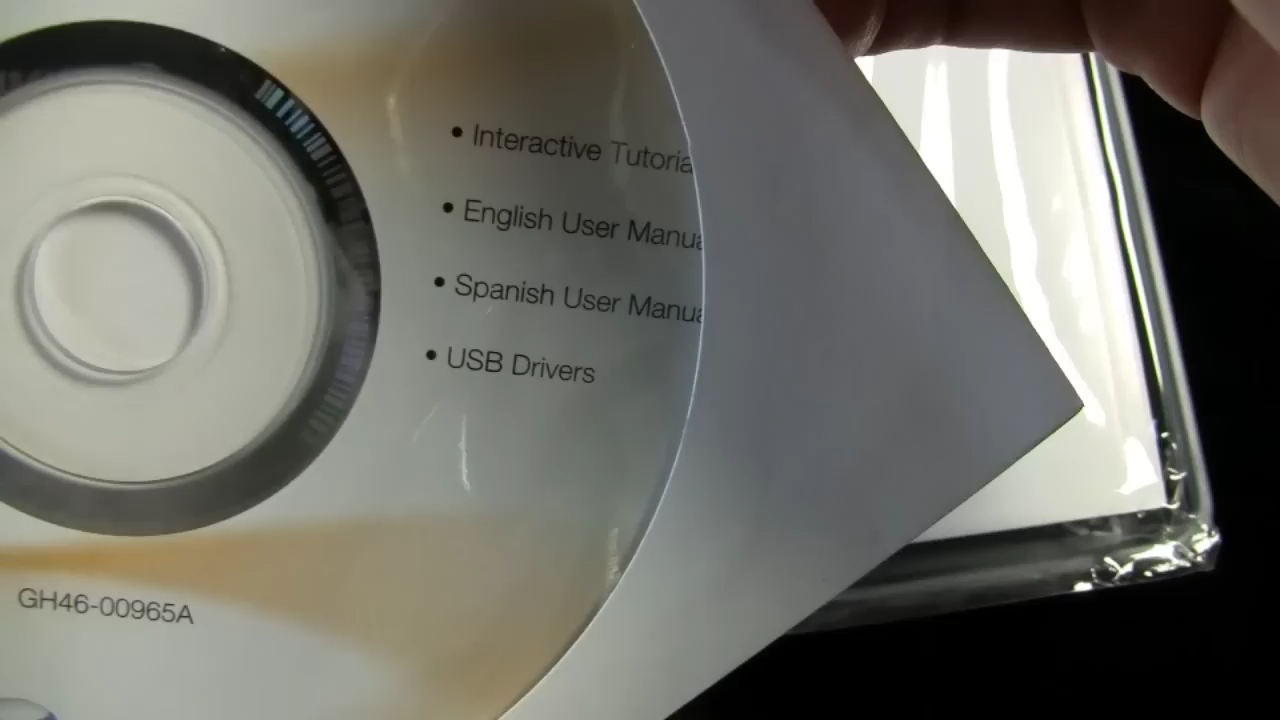 • Interactive Tutoria
• English User Manua
• Spanish User Manua
• USB Drivers
GH46-00965A